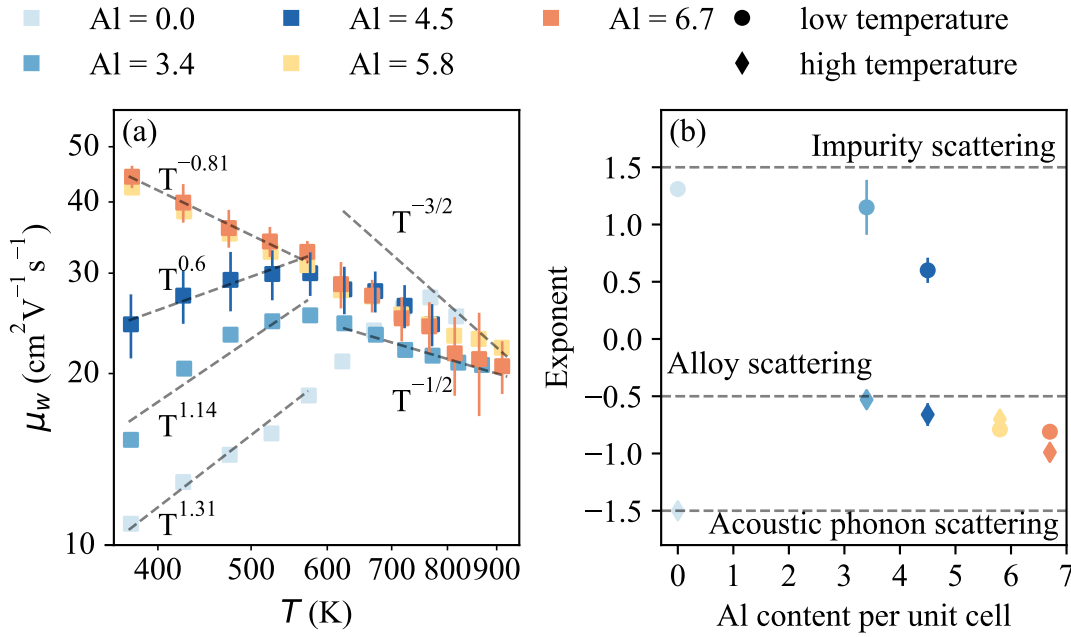 Al = 0.0 Al = 4.5 Al = 6.7 low temperature
Al = 3.4 Al = 5.8 high temperature
(a)
50
40
30
20
10
μw (cm²V⁻¹s⁻¹)
T^−0.81
T^0.6
T^−3/2
T^1.14
T^−1/2
T^1.31
400 500 600 700 800 900
T (K)
(b)
Impurity scattering
Alloy scattering
Acoustic phonon scattering
1.5
1.0
0.5
0.0
−0.5
−1.0
−1.5
Exponent
0 1 2 3 4 5 6 7
Al content per unit cell